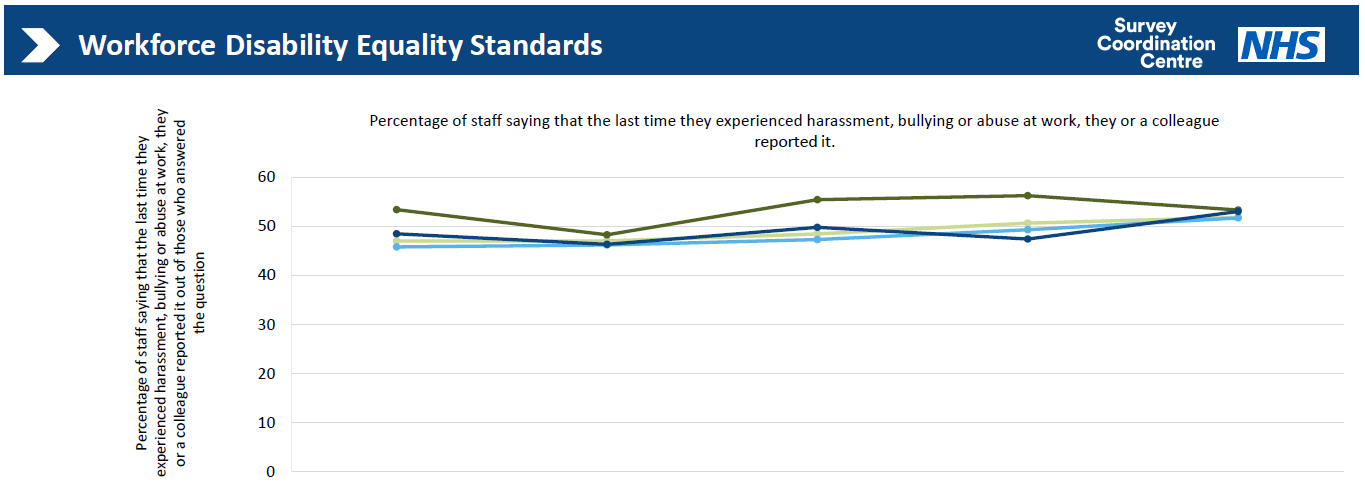 Workforce Disability Equality Standards
Survey
Coordination
Centre
NHS
Percentage of staff saying that the last time they experienced harassment, bullying or abuse at work, they or a colleague
reported it.
Percentage of staff saying that the last time they
experienced harassment, bullying or abuse at work, they
or a colleague reported it out of those who answered
the question
60
50
40
30
20
10
0